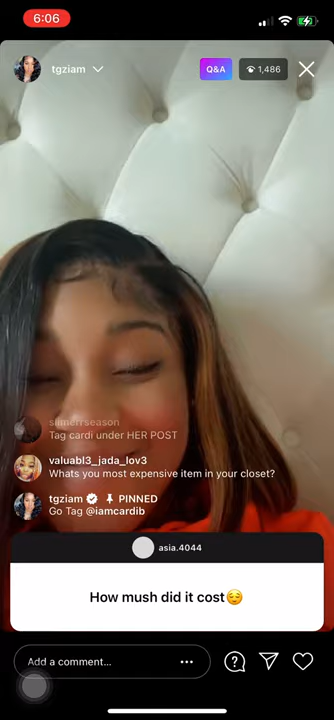 6:06
tgziam
Q&A
1,486
slimerrseason
Tag cardi under HER POST
valuabl3_jada_lov3
Whats you most expensive item in your closet?
tgziam PINNED
Go Tag @iamcardib
asia.4044
How mush did it cost😌
Add a comment...